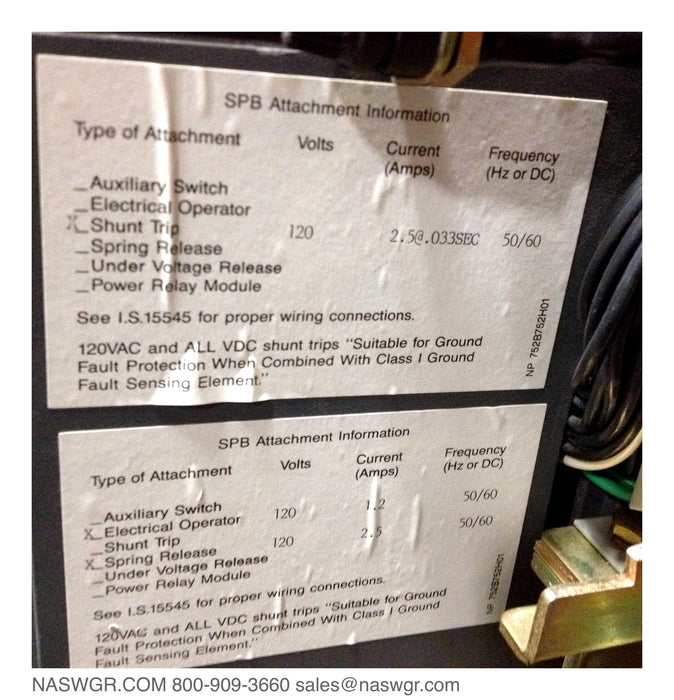 SPB Attachment Information
Type of Attachment Volts Current (Amps) Frequency (Hz or DC)
_Auxiliary Switch
_Electrical Operator
X_Shunt Trip 120 2.5@.033SEC 50/60
_Spring Release
_Under Voltage Release
_Power Relay Module
See I.S.15545 for proper wiring connections.
120VAC and ALL VDC shunt trips "Suitable for Ground
Fault Protection When Combined With Class I Ground
Fault Sensing Element."
NP 752B752H01
SPB Attachment Information
Type of Attachment Volts Current (Amps) Frequency (Hz or DC)
_Auxiliary Switch
X_Electrical Operator 120 1.2 50/60
_Shunt Trip
X_Spring Release 120 2.5 50/60
_Under Voltage Release
_Power Relay Module
See I.S.15545 for proper wiring connections.
120VAC and ALL VDC shunt trips "Suitable for Ground
Fault Protection When Combined With Class I Ground
Fault Sensing Element."
NP 752B752H01
NASWGR.COM 800-909-3660 sales@naswgr.com